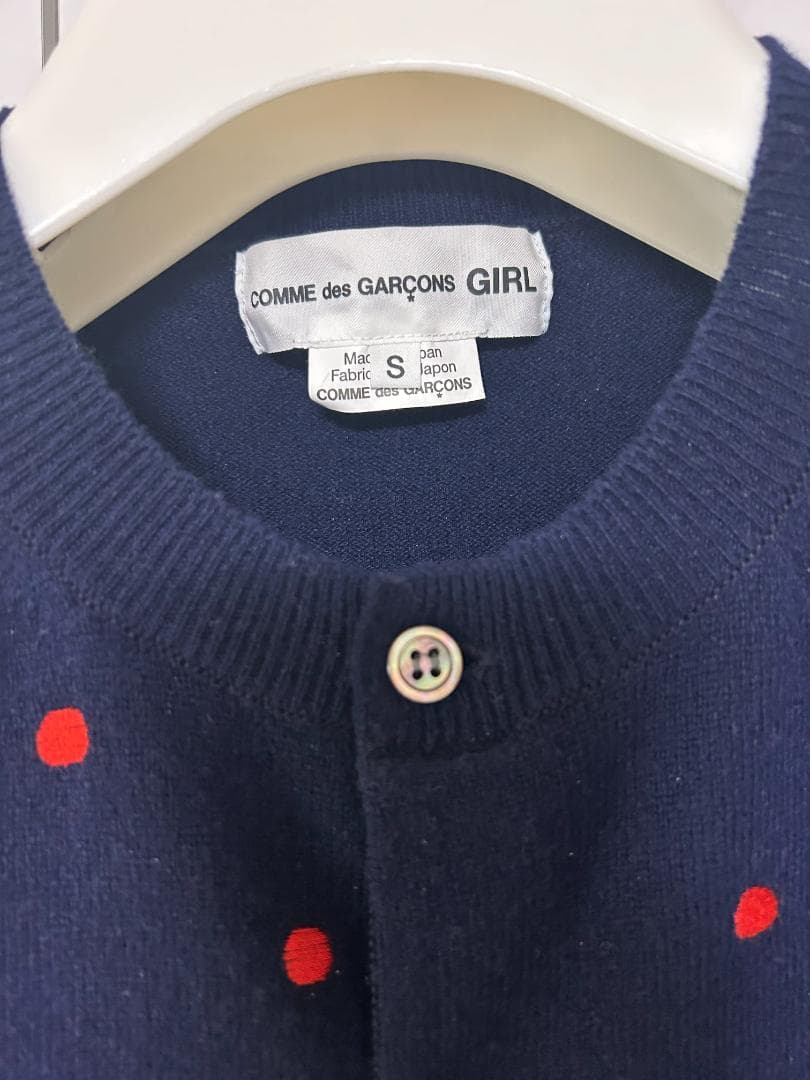 COMME des GARÇONS GIRL
S
Japon
COMME des GARÇONS